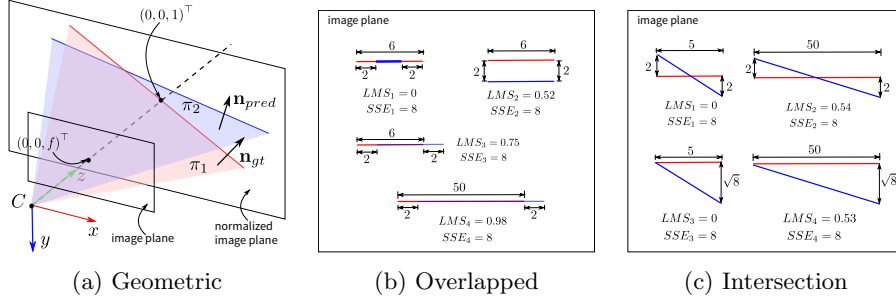 (0, 0, 1)⊤
n_pred
π2
(0, 0, f)⊤
π1
n_gt
z
C
x
y
image plane
normalized
image plane
(a) Geometric
image plane
6
2
2
LMS1 = 0
SSE1 = 8
6
2
2
LMS2 = 0.52
SSE2 = 8
6
2
2
LMS3 = 0.75
SSE3 = 8
50
2
2
LMS4 = 0.98
SSE4 = 8
(b) Overlapped
image plane
5
2
2
LMS1 = 0
SSE1 = 8
50
2
2
LMS2 = 0.54
SSE2 = 8
5
√8
LMS3 = 0
SSE3 = 8
50
√8
LMS4 = 0.53
SSE4 = 8
(c) Intersection